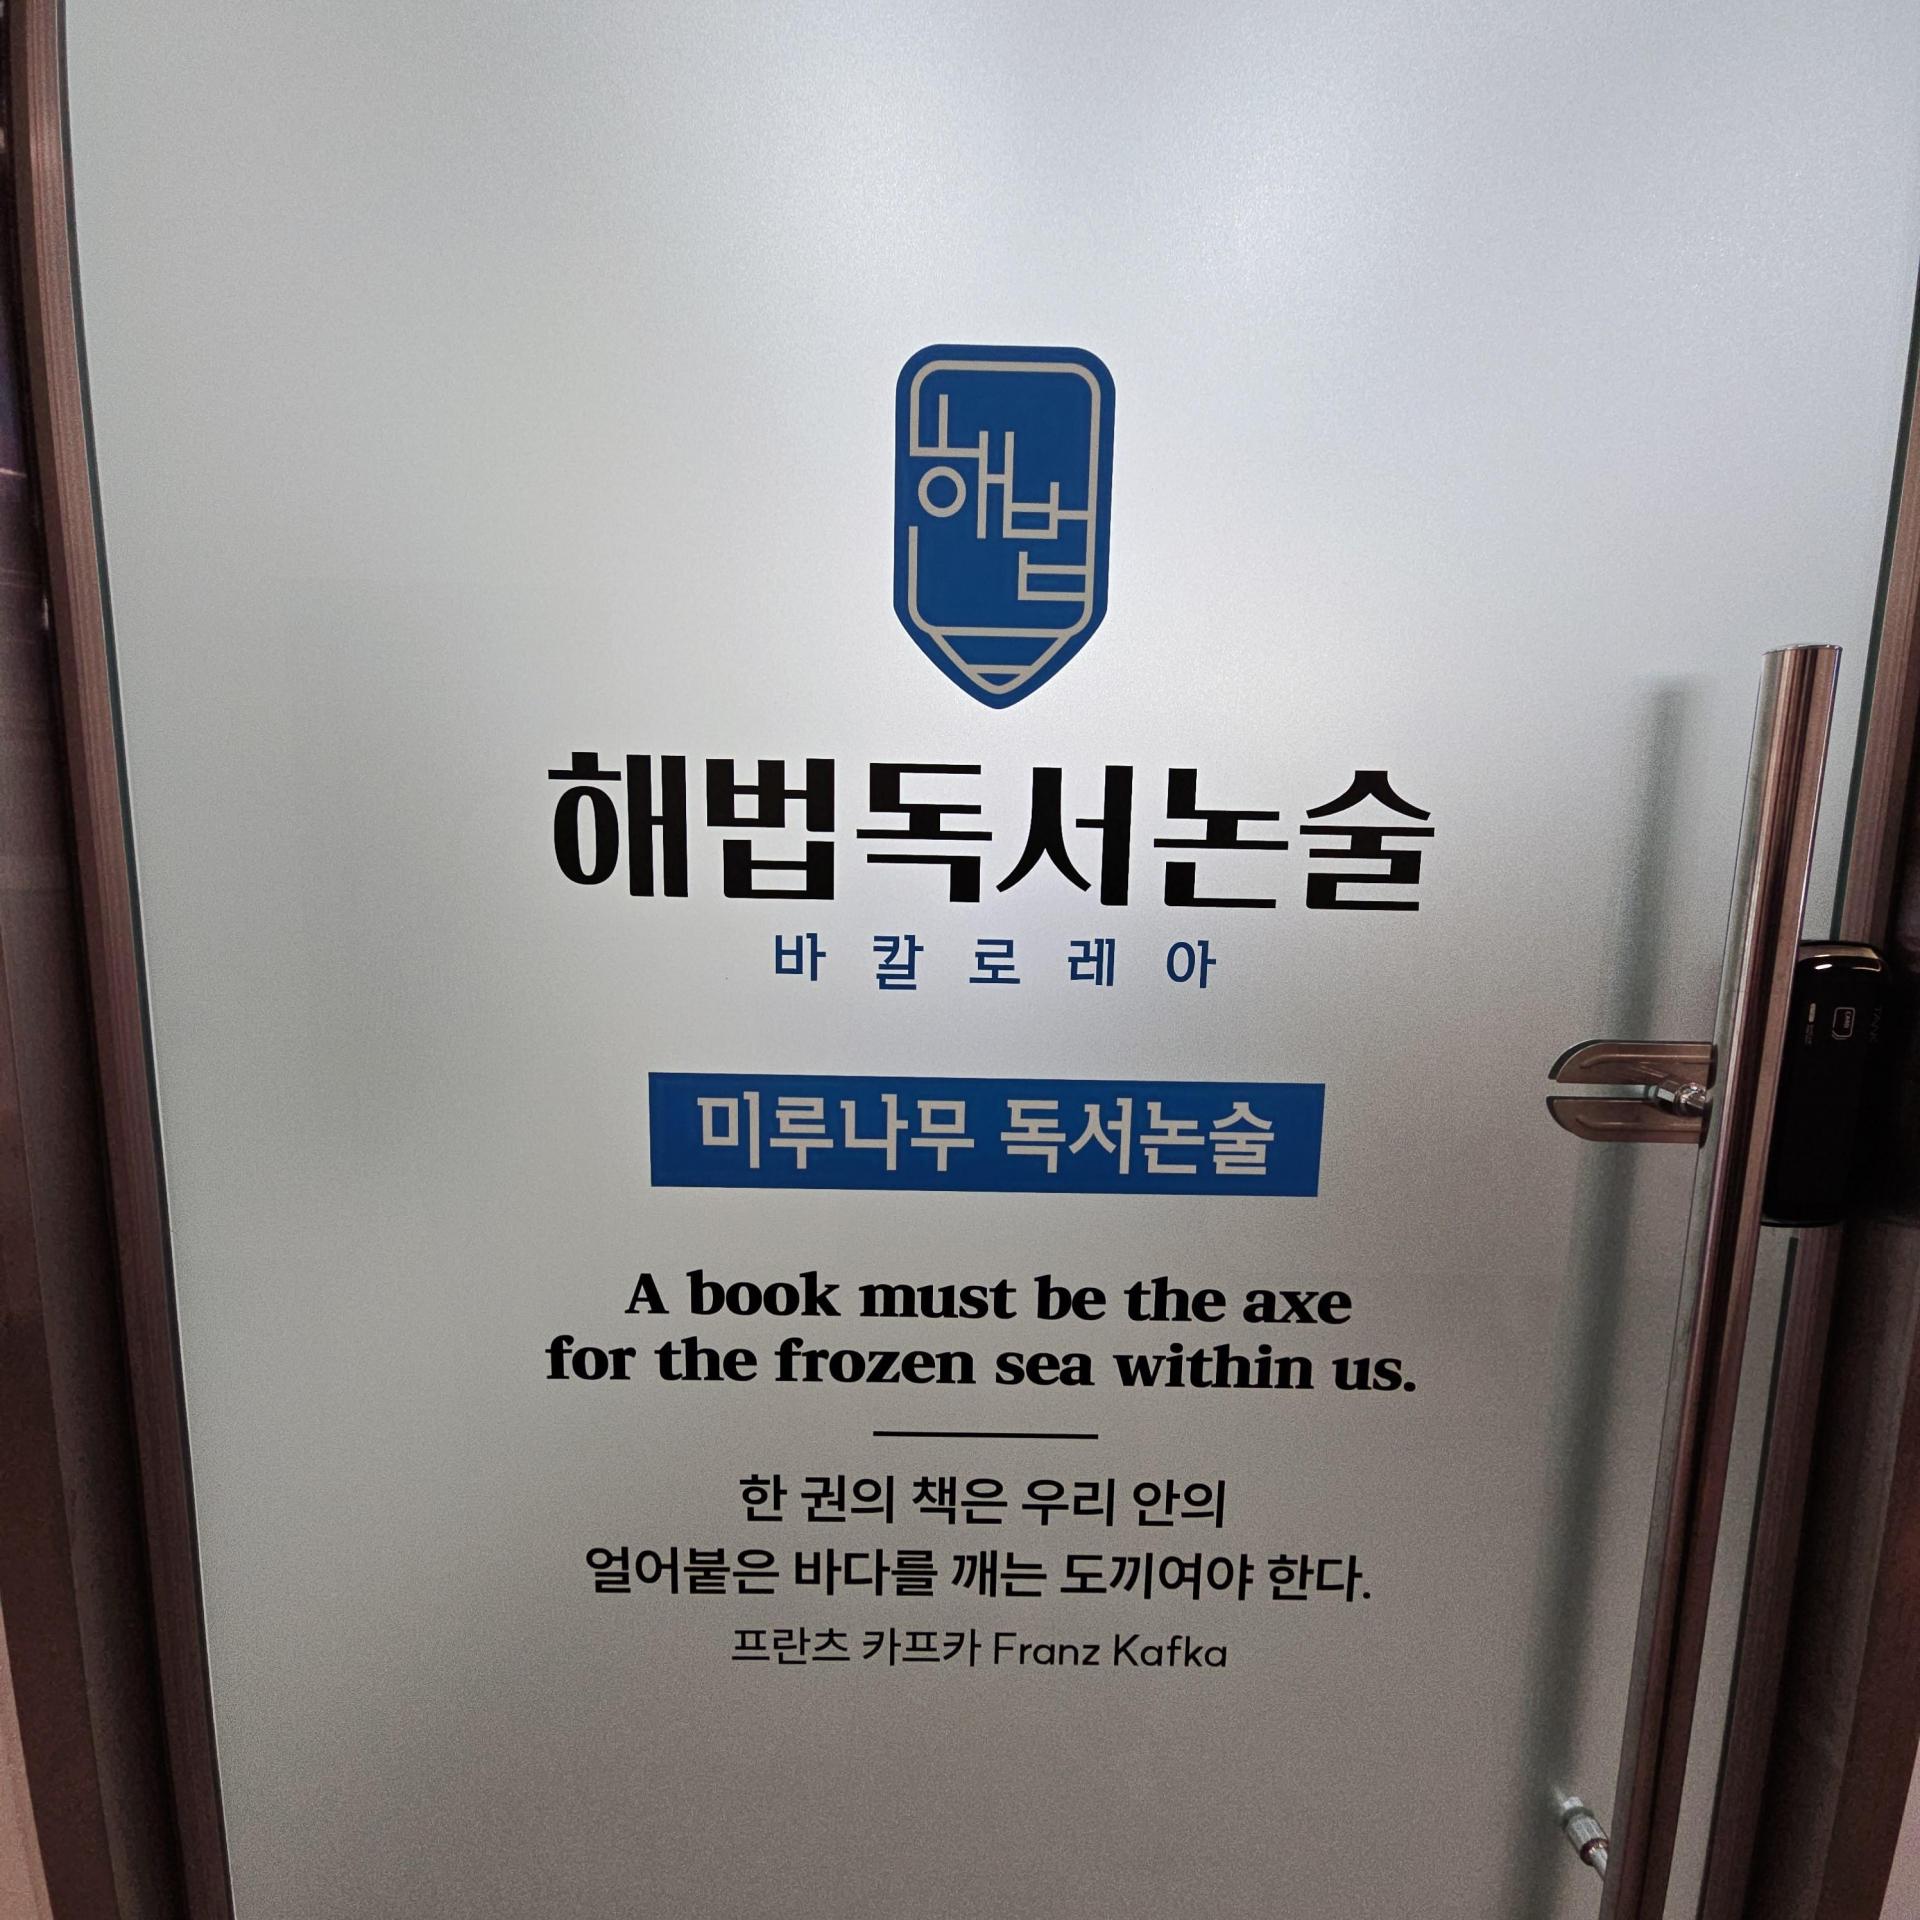 해법
해법독서논술
바칼로레아
미루나무 독서논술
A book must be the axe
for the frozen sea within us.
한 권의 책은 우리 안의
얼어붙은 바다를 깨는 도끼여야 한다.
프란츠 카프카 Franz Kafka
CARD